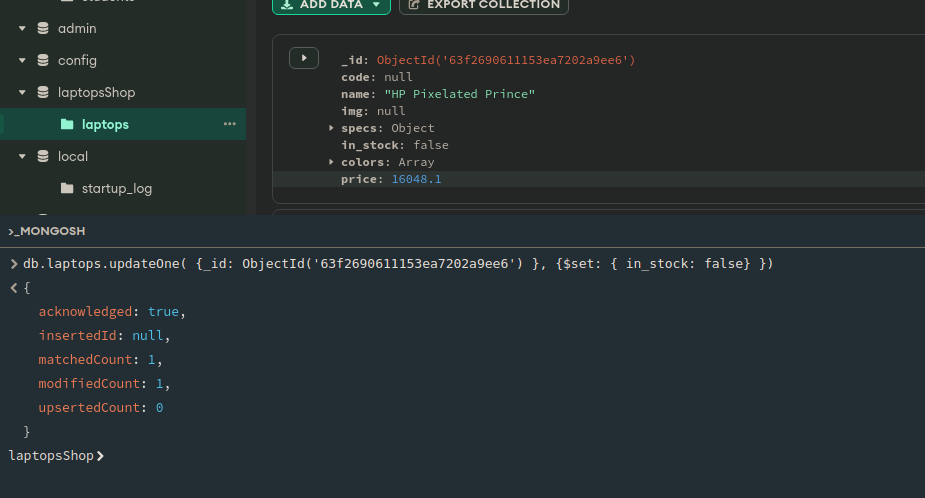 students
ADD DATA
EXPORT COLLECTION
admin
config
laptopsShop
laptops
local
startup_log
_id: ObjectId('63f2690611153ea7202a9ee6')
code: null
name: "HP Pixelated Prince"
img: null
specs: Object
in_stock: false
colors: Array
price: 16048.1
>_MONGOSH
> db.laptops.updateOne( {_id: ObjectId('63f2690611153ea7202a9ee6') }, {$set: { in_stock: false} })
< {
acknowledged: true,
insertedId: null,
matchedCount: 1,
modifiedCount: 1,
upsertedCount: 0
}
laptopsShop>